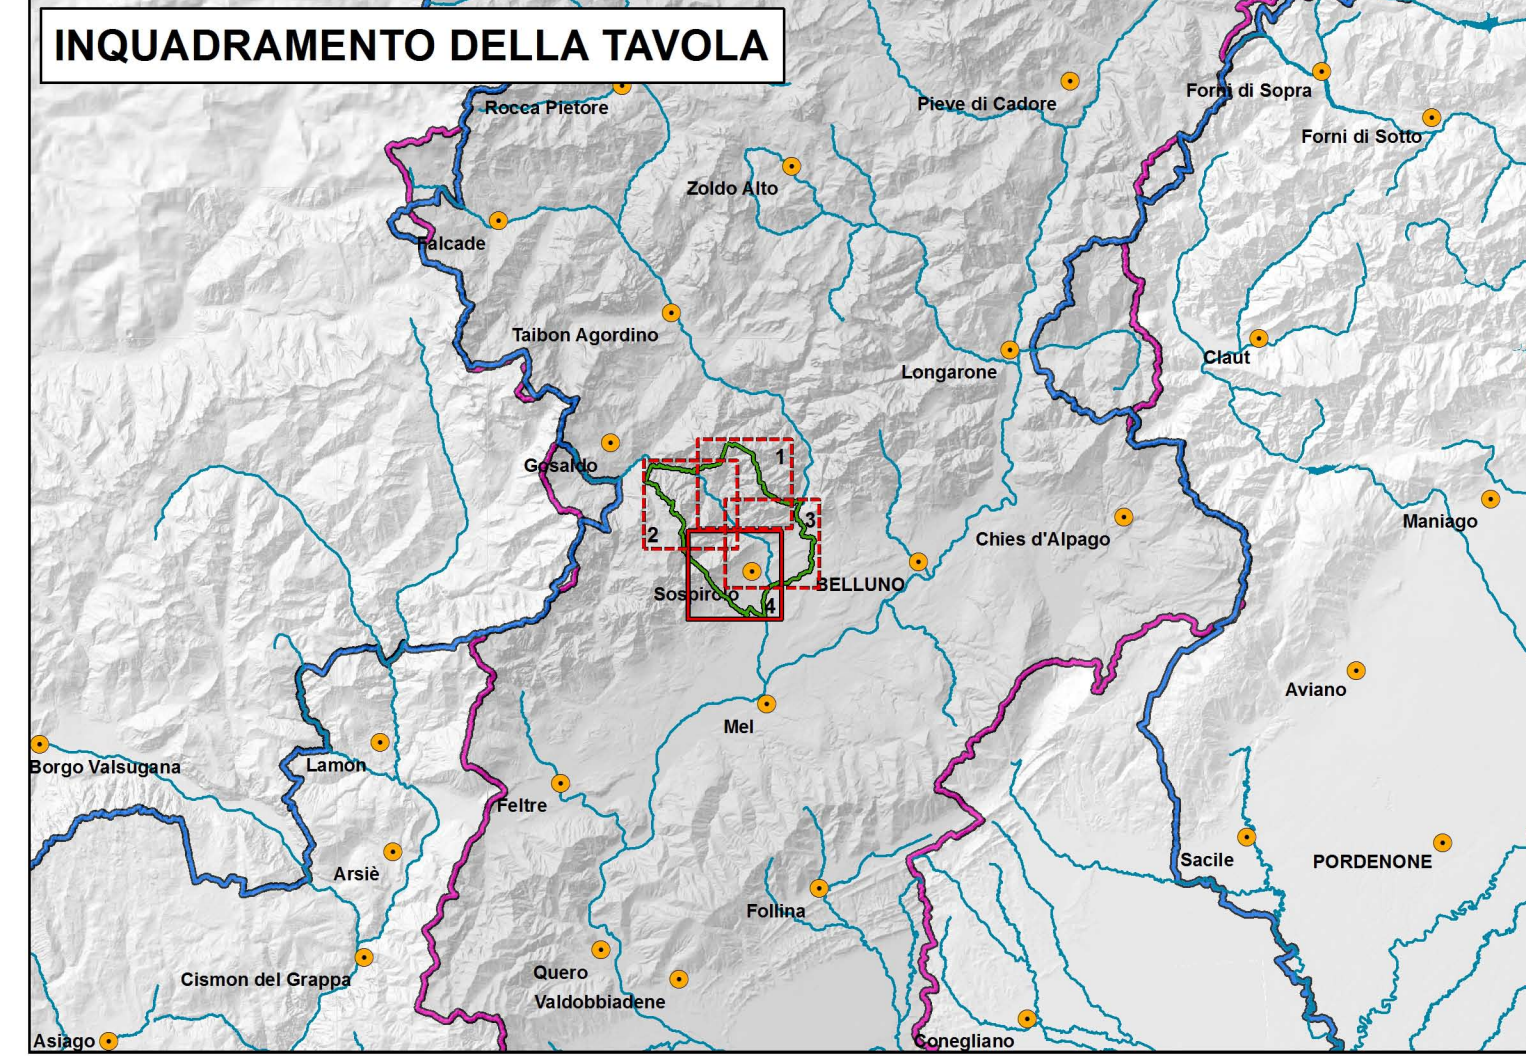 INQUADRAMENTO DELLA TAVOLA
Rocca Pietore
Pieve di Cadore
Forni di Sopra
Forni di Sotto
Zoldo Alto
Falcade
Taibon Agordino
Longarone
Claut
Gosaldo
1
2
3
Maniago
Chies d'Alpago
BELLUNO
Sospirolo
4
Aviano
Mel
Borgo Valsugana
Lamon
Feltre
Arsiè
Sacile
PORDENONE
Follina
Cismon del Grappa
Quero
Valdobbiadene
Asiago
Conegliano